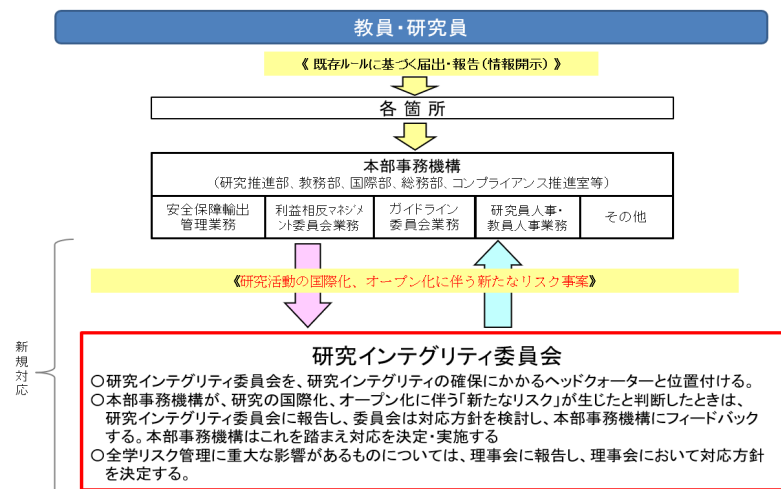 教員・研究員
《 既存ルールに基づく届出・報告(情報開示) 》
各 箇 所
本部事務機構
(研究推進部、教務部、国際部、総務部、コンプライアンス推進室等)
安全保障輸出
管理業務
利益相反マネジメ
ント委員会業務
ガイドライン
委員会業務
研究員人事・
教員人事業務
その他
《研究活動の国際化、オープン化に伴う新たなリスク事案》
新規対応
研究インテグリティ委員会
○研究インテグリティ委員会を、研究インテグリティの確保にかかるヘッドクォーターと位置付ける。
○本部事務機構が、研究の国際化、オープン化に伴う「新たなリスク」が生じたと判断したときは、
研究インテグリティ委員会に報告し、委員会は対応方針を検討し、本部事務機構にフィードバック
する。本部事務機構はこれを踏まえ対応を決定・実施する
○全学リスク管理に重大な影響があるものについては、理事会に報告し、理事会において対応方針
を決定する。